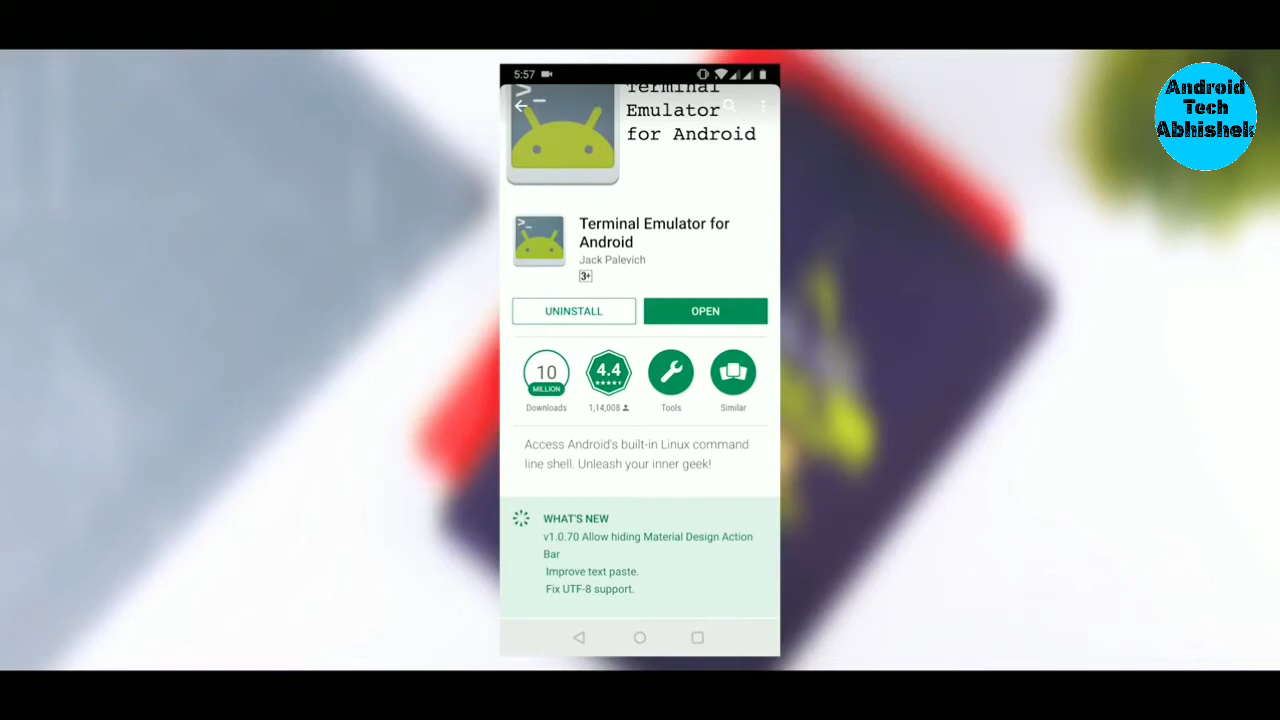 Android
Tech
Abhishek
5:57
Terminal
Emulator
for Android
>_
Terminal Emulator for
Android
Jack Palevich
3+
UNINSTALL
OPEN
10
MILLION
Downloads
4.4
1,14,008
Tools
Similar
Access Android's built-in Linux command
line shell. Unleash your inner geek!
WHAT'S NEW
v1.0.70 Allow hiding Material Design Action
Bar
Improve text paste.
Fix UTF-8 support.